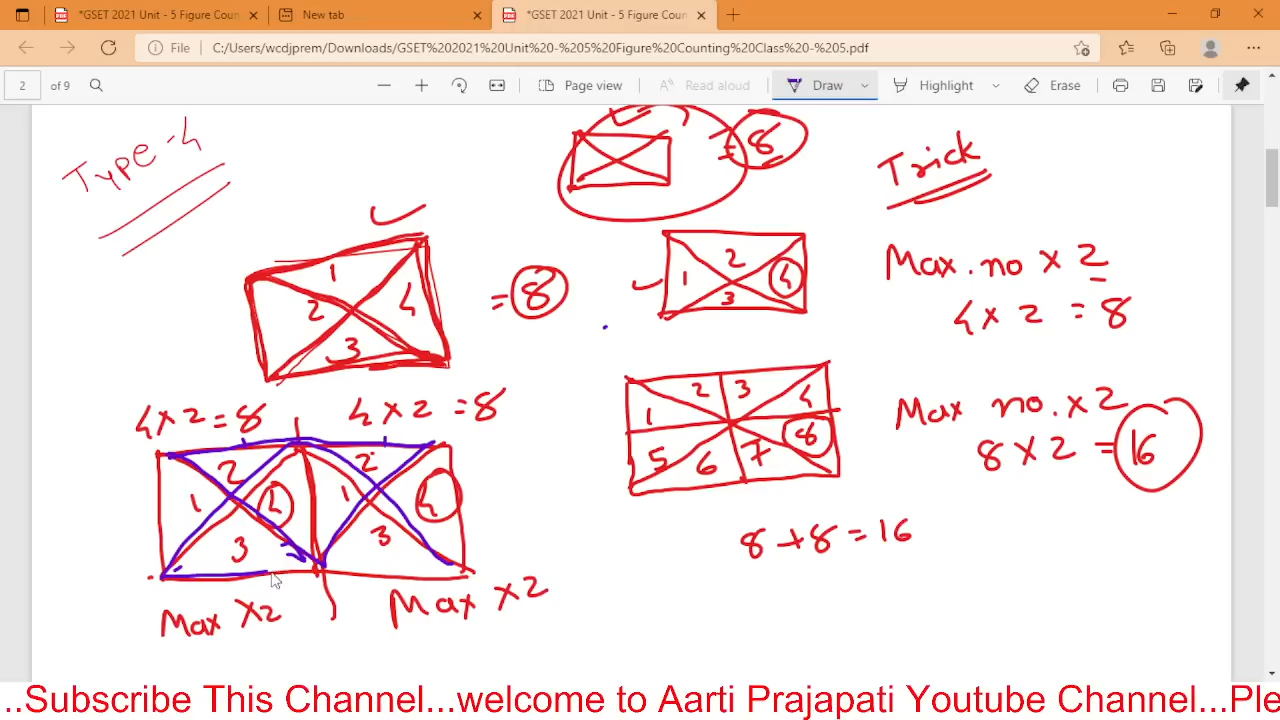 *GSET 2021 Unit - 5 Figure Coun
New tab
*GSET 2021 Unit - 5 Figure Coun
File
C:/Users/wcdjprem/Downloads/GSET%202021%20Unit%20-%205%20Figure%20Counting%20Class%20-%205.pdf
2 of 9
Page view
Read aloud
Draw
Highlight
Erase
Type-4
= 8
Trick
1
2
3
4
= 8
1
2
3
4
Max. no x 2
4 x 2 = 8
4x2=8
4x2 =8
1
2
3
4
5
6
7
8
Max no. x 2
8 x 2 = 16
1
2
3
4
1
2
3
4
8+8=16
Max x2
Max x2
..Subscribe This Channel...welcome to Aarti Prajapati Youtube Channel...Ple